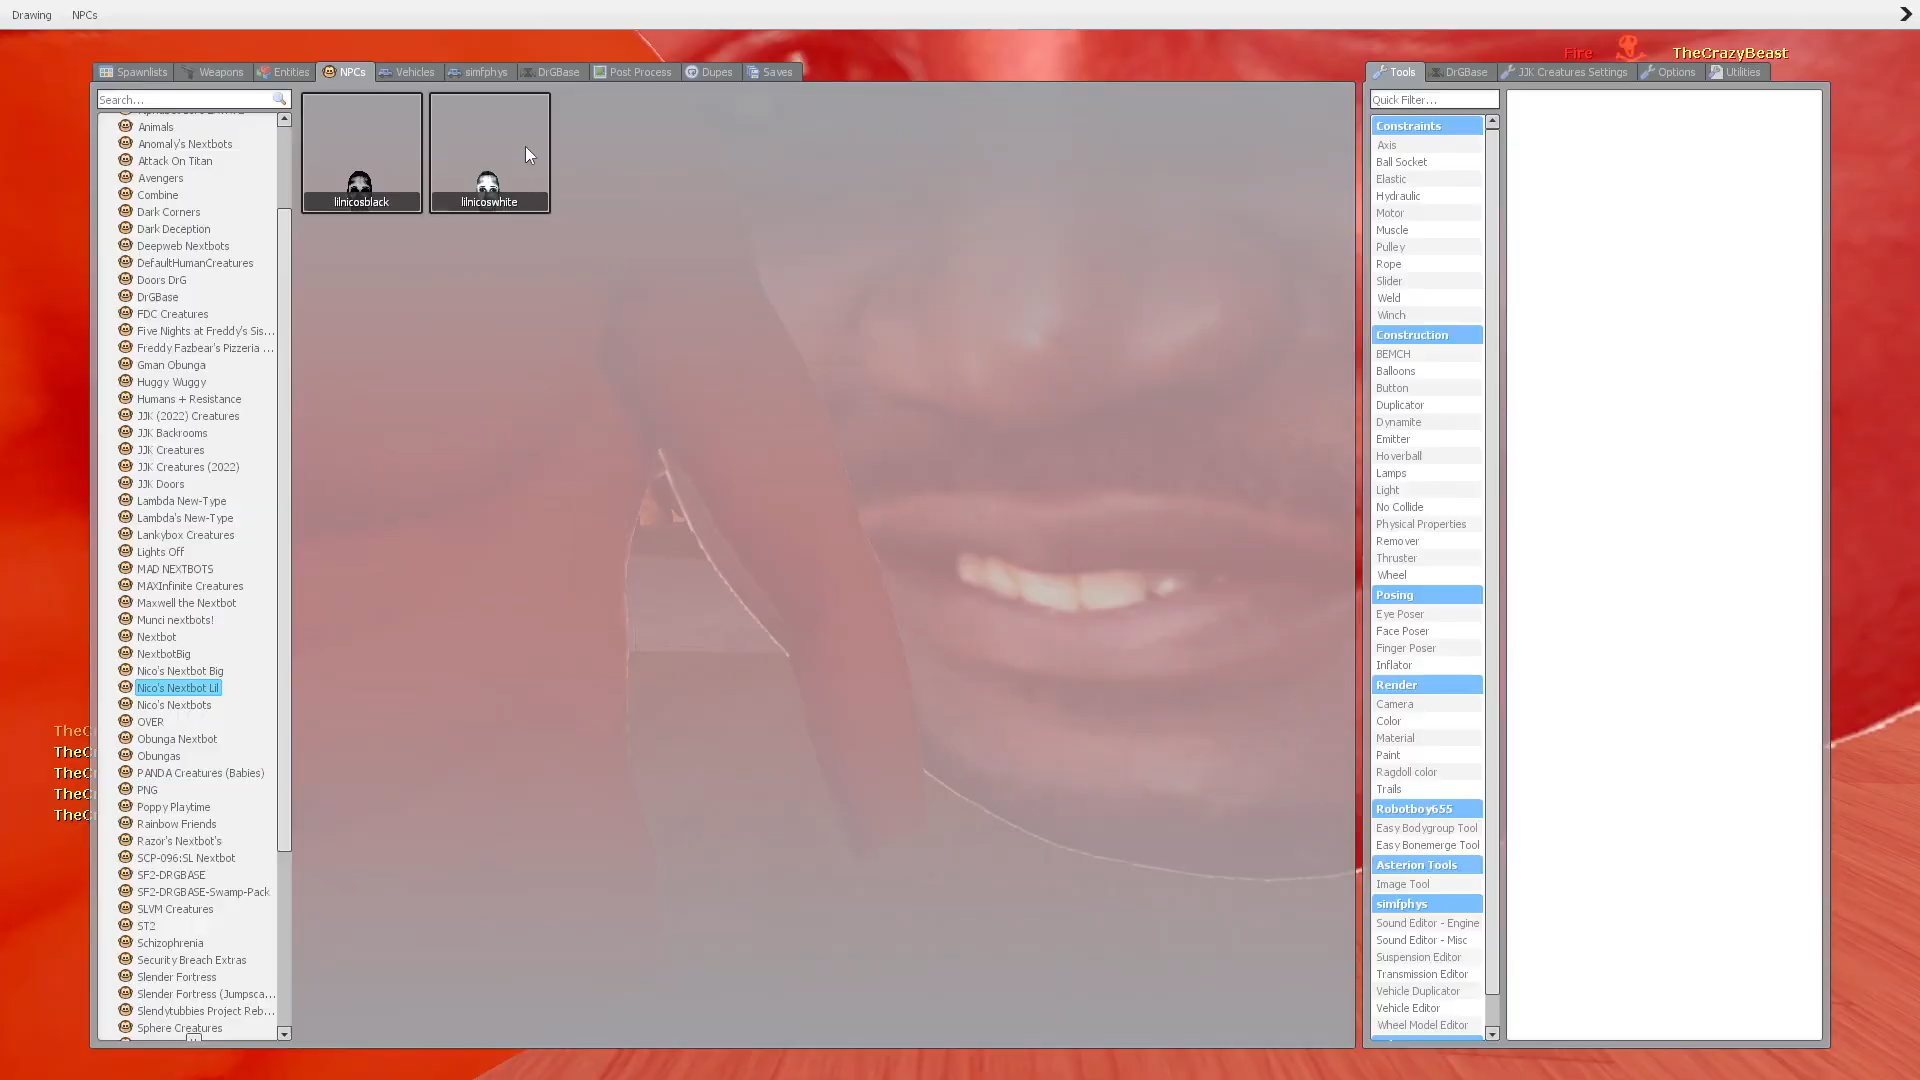 Drawing NPCs
Fire TheCrazyBeast
Spawnlists Weapons Entities NPCs Vehicles simfphys DrGBase Post Process Dupes Saves
Search...
Animals
Anomaly's Nextbots
Attack On Titan
Avengers
Combine
Dark Corners
Dark Deception
Deepweb Nextbots
DefaultHumanCreatures
Doors DrG
DrGBase
FDC Creatures
Five Nights at Freddy's Sis...
Freddy Fazbear's Pizzeria ...
Gman Obunga
Huggy Wuggy
Humans + Resistance
JJK (2022) Creatures
JJK Backrooms
JJK Creatures
JJK Creatures (2022)
JJK Doors
Lambda New-Type
Lambda's New-Type
Lankybox Creatures
Lights Off
MAD NEXTBOTS
MAXInfinite Creatures
Maxwell the Nextbot
Munci nextbots!
Nextbot
NextbotBig
Nico's Nextbot Big
Nico's Nextbot Lil
Nico's Nextbots
OVER
Obunga Nextbot
Obungas
PANDA Creatures (Babies)
PNG
Poppy Playtime
Rainbow Friends
Razor's Nextbot's
SCP-096:SL Nextbot
SF2-DRGBASE
SF2-DRGBASE-Swamp-Pack
SLVM Creatures
ST2
Schizophrenia
Security Breach Extras
Slender Fortress
Slender Fortress (Jumpsca...
Slendytubbies Project Reb...
Sphere Creatures
lilnicosblack
lilnicoswhite
TheC
TheC
TheC
TheC
TheC
Tools DrGBase JJK Creatures Settings Options Utilities
Quick Filter...
Constraints
Axis
Ball Socket
Elastic
Hydraulic
Motor
Muscle
Pulley
Rope
Slider
Weld
Winch
Construction
BEMCH
Balloons
Button
Duplicator
Dynamite
Emitter
Hoverball
Lamps
Light
No Collide
Physical Properties
Remover
Thruster
Wheel
Posing
Eye Poser
Face Poser
Finger Poser
Inflator
Render
Camera
Color
Material
Paint
Ragdoll color
Trails
Robotboy655
Easy Bodygroup Tool
Easy Bonemerge Tool
Asterion Tools
Image Tool
simfphys
Sound Editor - Engine
Sound Editor - Misc
Suspension Editor
Transmission Editor
Vehicle Duplicator
Vehicle Editor
Wheel Model Editor